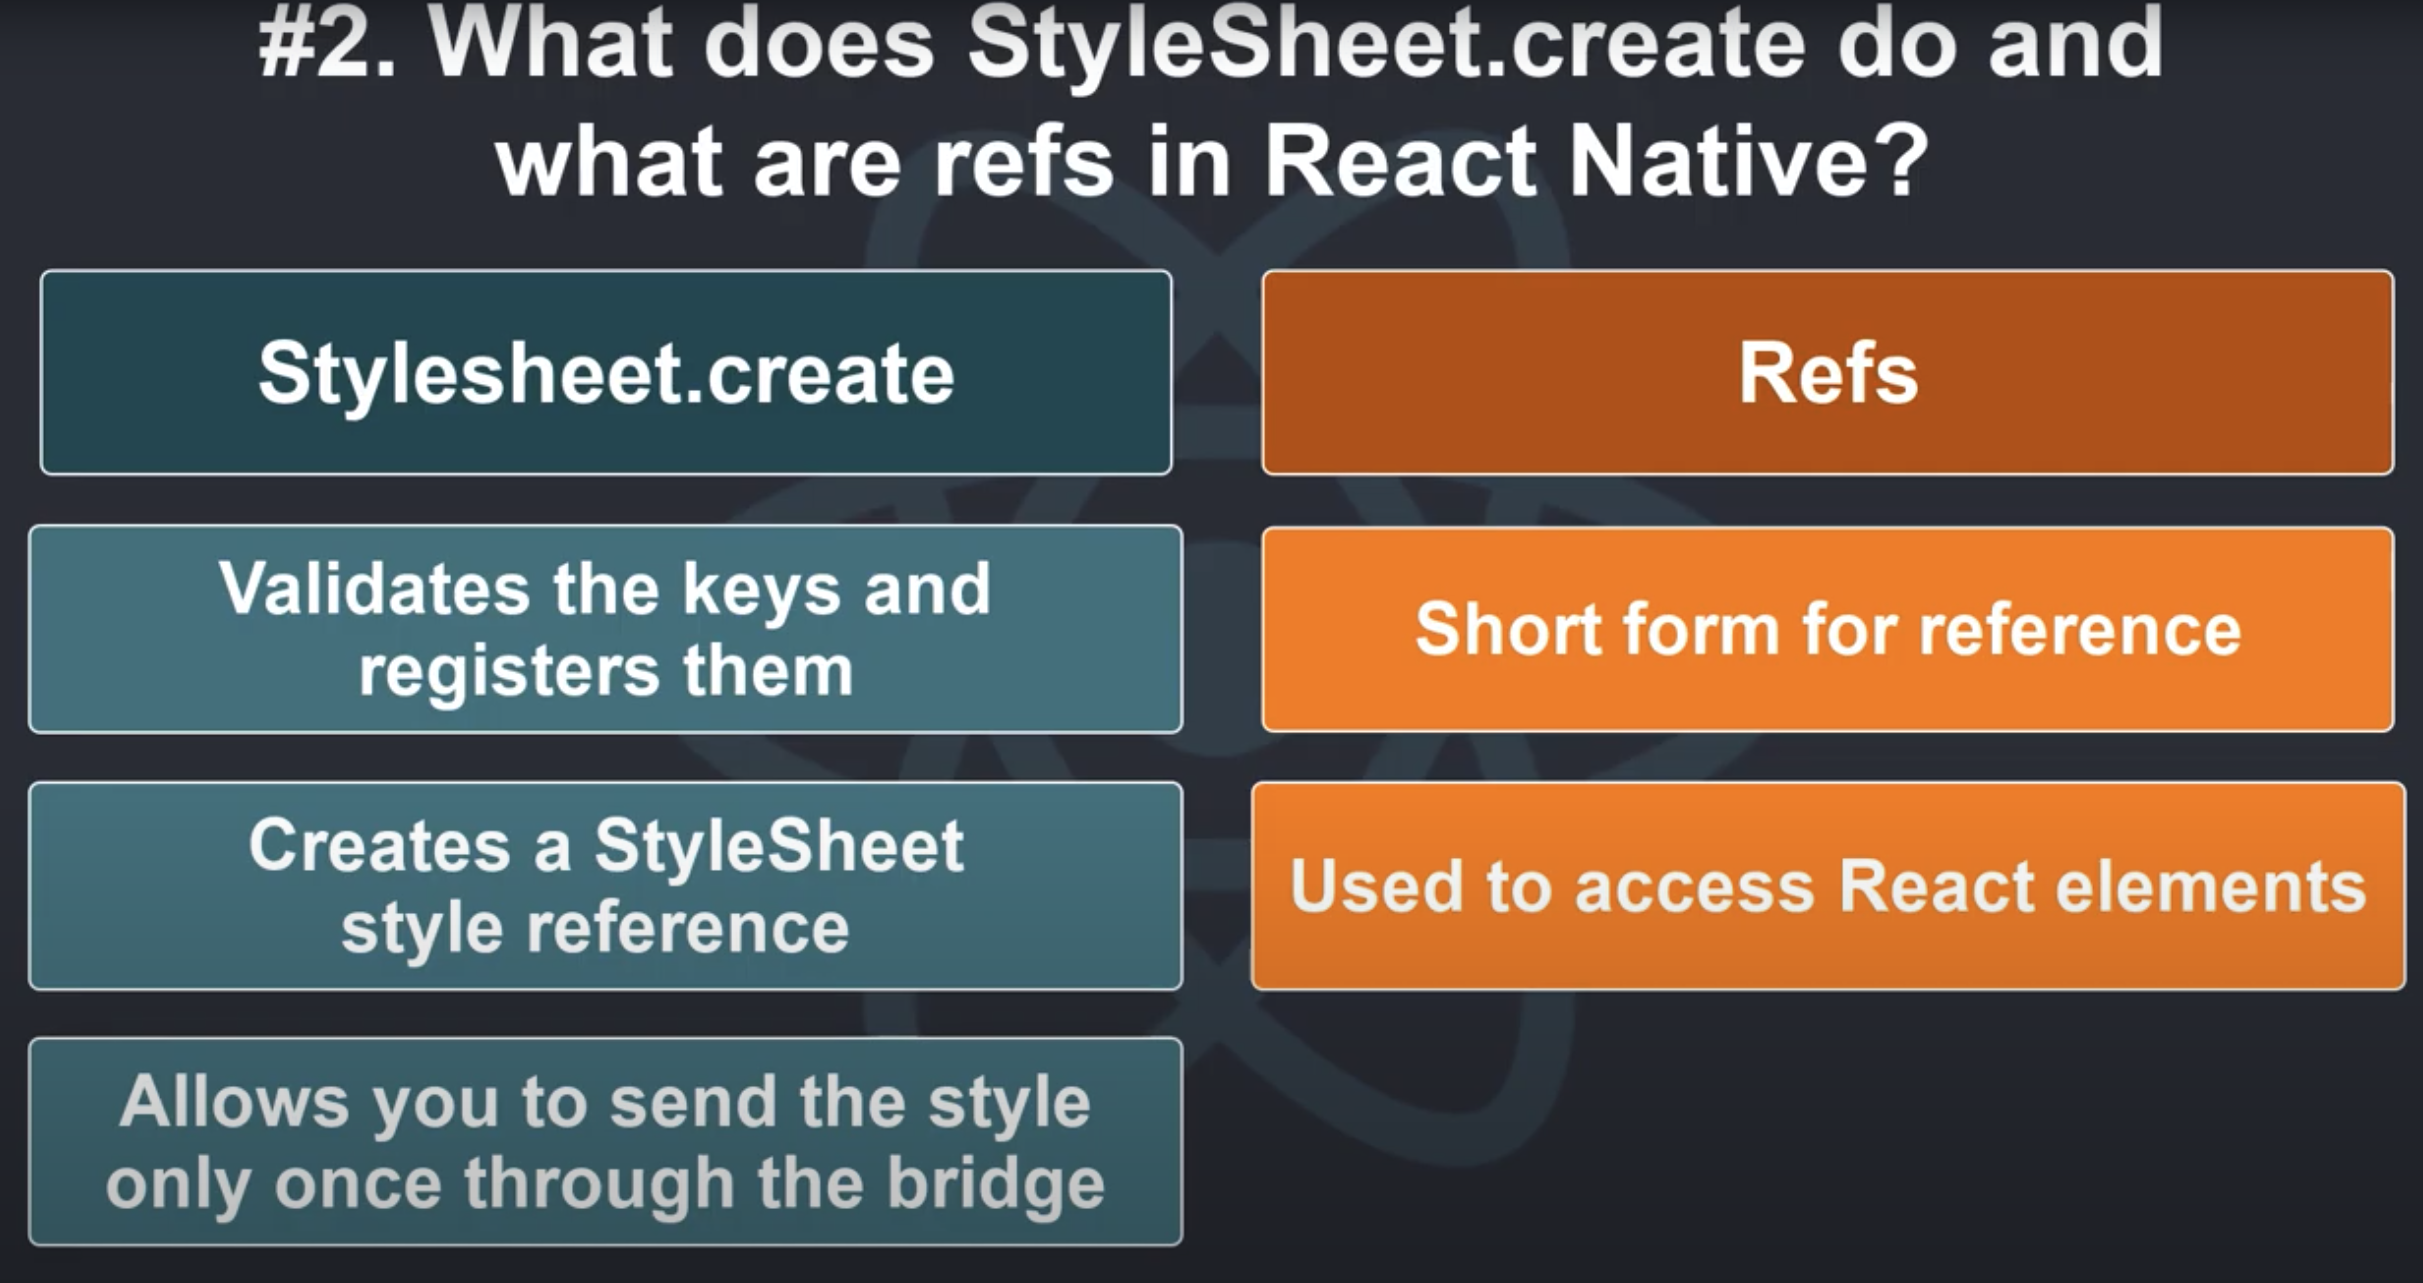 #2. What does StyleSheet.create do and
what are refs in React Native?
Stylesheet.create
Refs
Validates the keys and
registers them
Short form for reference
Creates a StyleSheet
style reference
Used to access React elements
Allows you to send the style
only once through the bridge